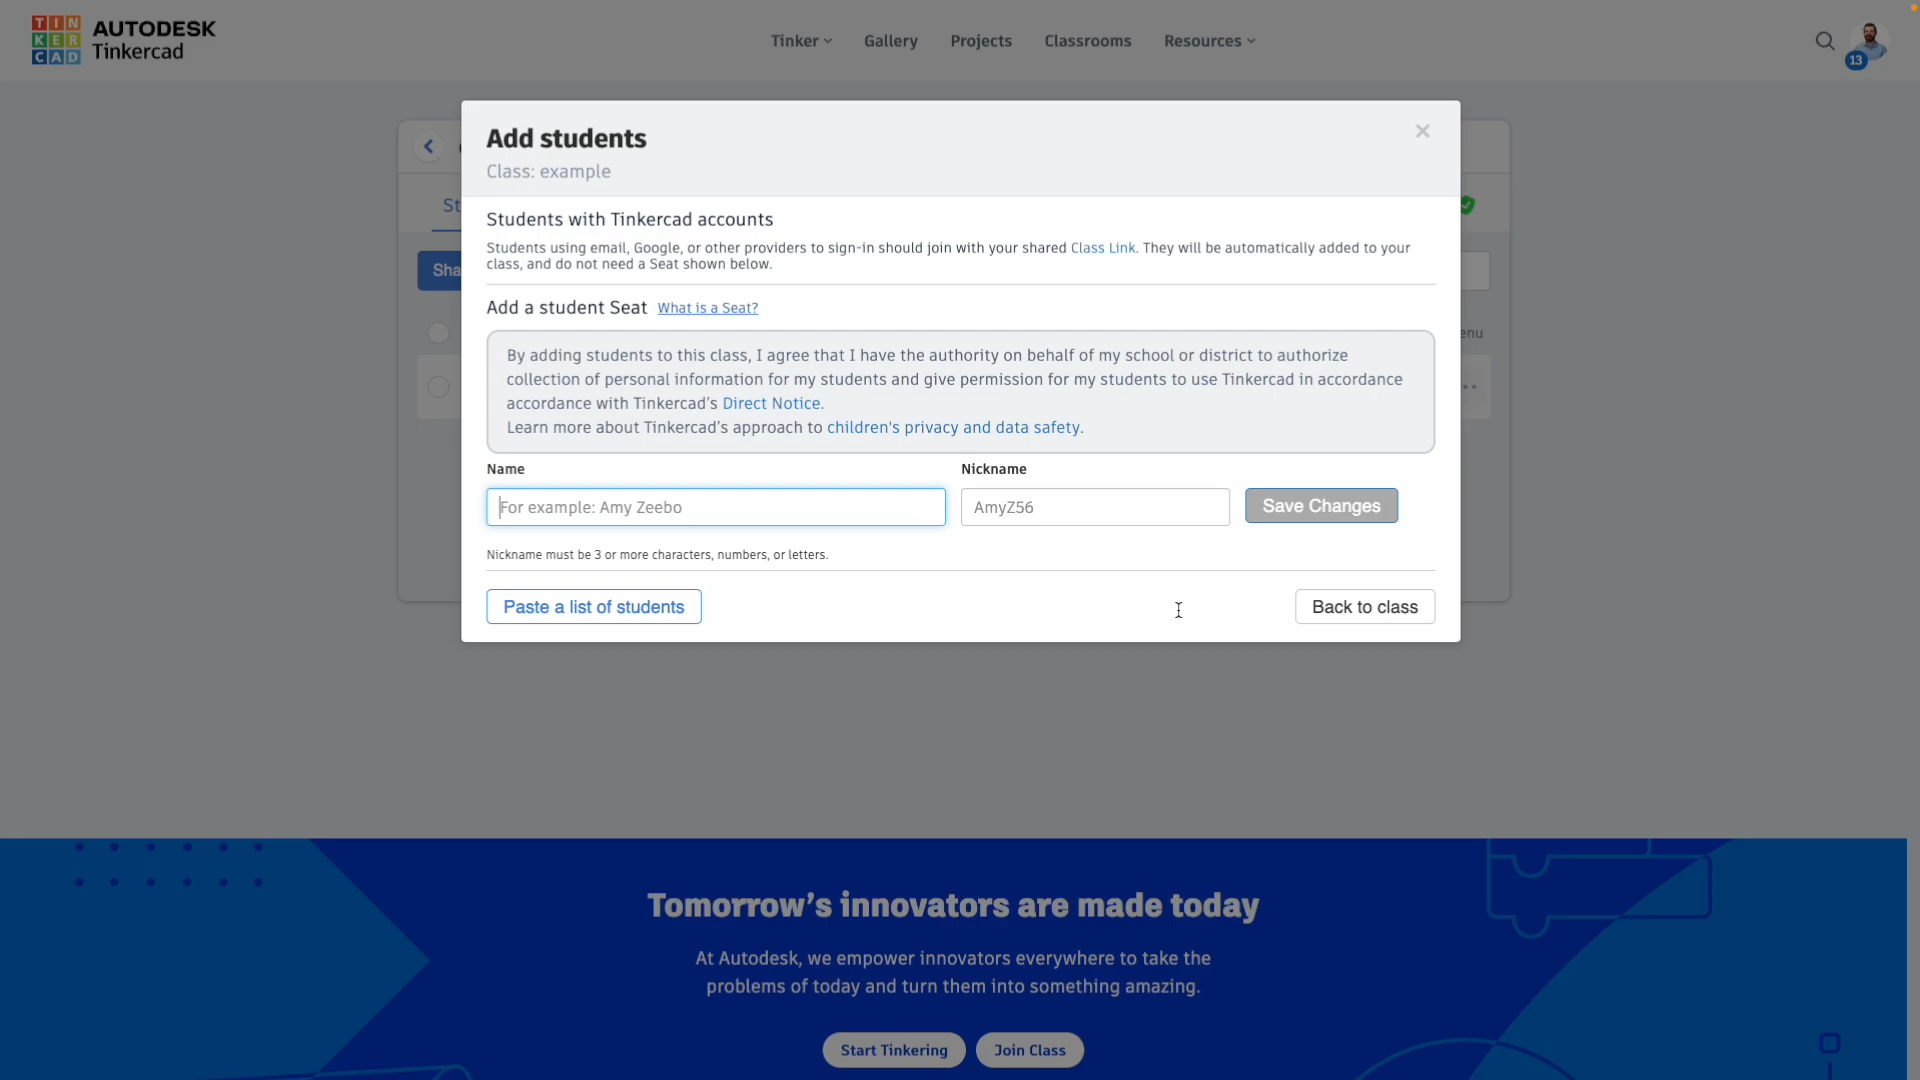 TIN
KER
CAD
AUTODESK
Tinkercad
Tinker
Gallery
Projects
Classrooms
Resources
13
Add students
Class: example
St
Sha
enu
Students with Tinkercad accounts
Students using email, Google, or other providers to sign-in should join with your shared Class Link. They will be automatically added to your
class, and do not need a Seat shown below.
Add a student Seat What is a Seat?
By adding students to this class, I agree that I have the authority on behalf of my school or district to authorize
collection of personal information for my students and give permission for my students to use Tinkercad in accordance
accordance with Tinkercad's Direct Notice.
Learn more about Tinkercad's approach to children's privacy and data safety.
Name
Nickname
For example: Amy Zeebo
AmyZ56
Save Changes
Nickname must be 3 or more characters, numbers, or letters.
Paste a list of students
Back to class
Tomorrow's innovators are made today
At Autodesk, we empower innovators everywhere to take the
problems of today and turn them into something amazing.
Start Tinkering
Join Class